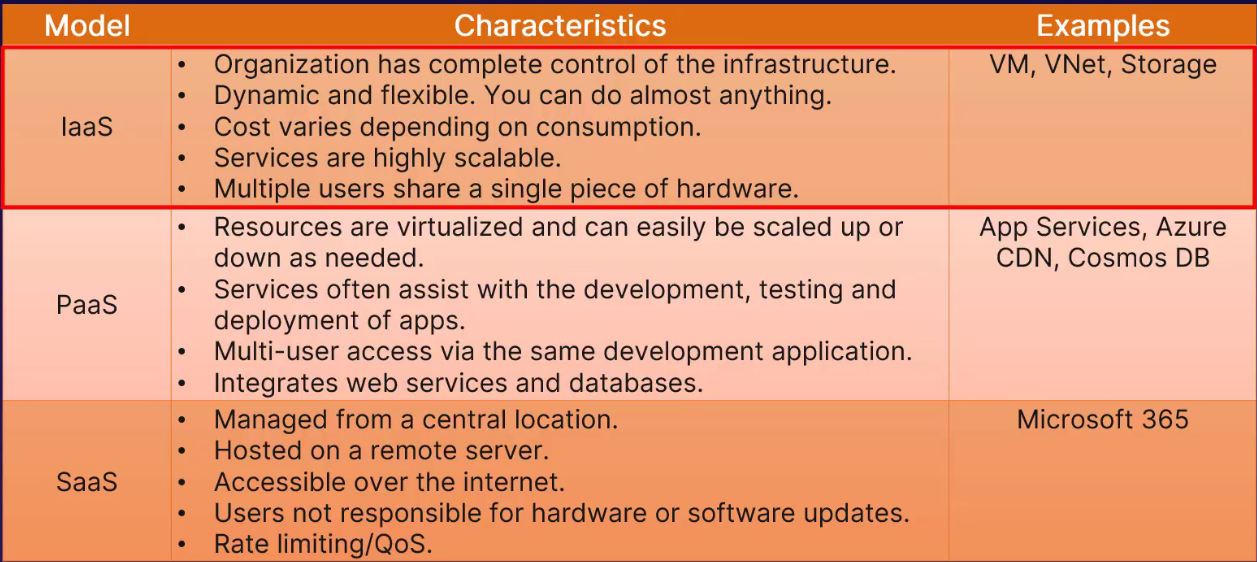 Model Characteristics Examples
IaaS
• Organization has complete control of the infrastructure.
• Dynamic and flexible. You can do almost anything.
• Cost varies depending on consumption.
• Services are highly scalable.
• Multiple users share a single piece of hardware.
VM, VNet, Storage
PaaS
• Resources are virtualized and can easily be scaled up or
down as needed.
• Services often assist with the development, testing and
deployment of apps.
• Multi-user access via the same development application.
• Integrates web services and databases.
App Services, Azure
CDN, Cosmos DB
SaaS
• Managed from a central location.
• Hosted on a remote server.
• Accessible over the internet.
• Users not responsible for hardware or software updates.
• Rate limiting/QoS.
Microsoft 365